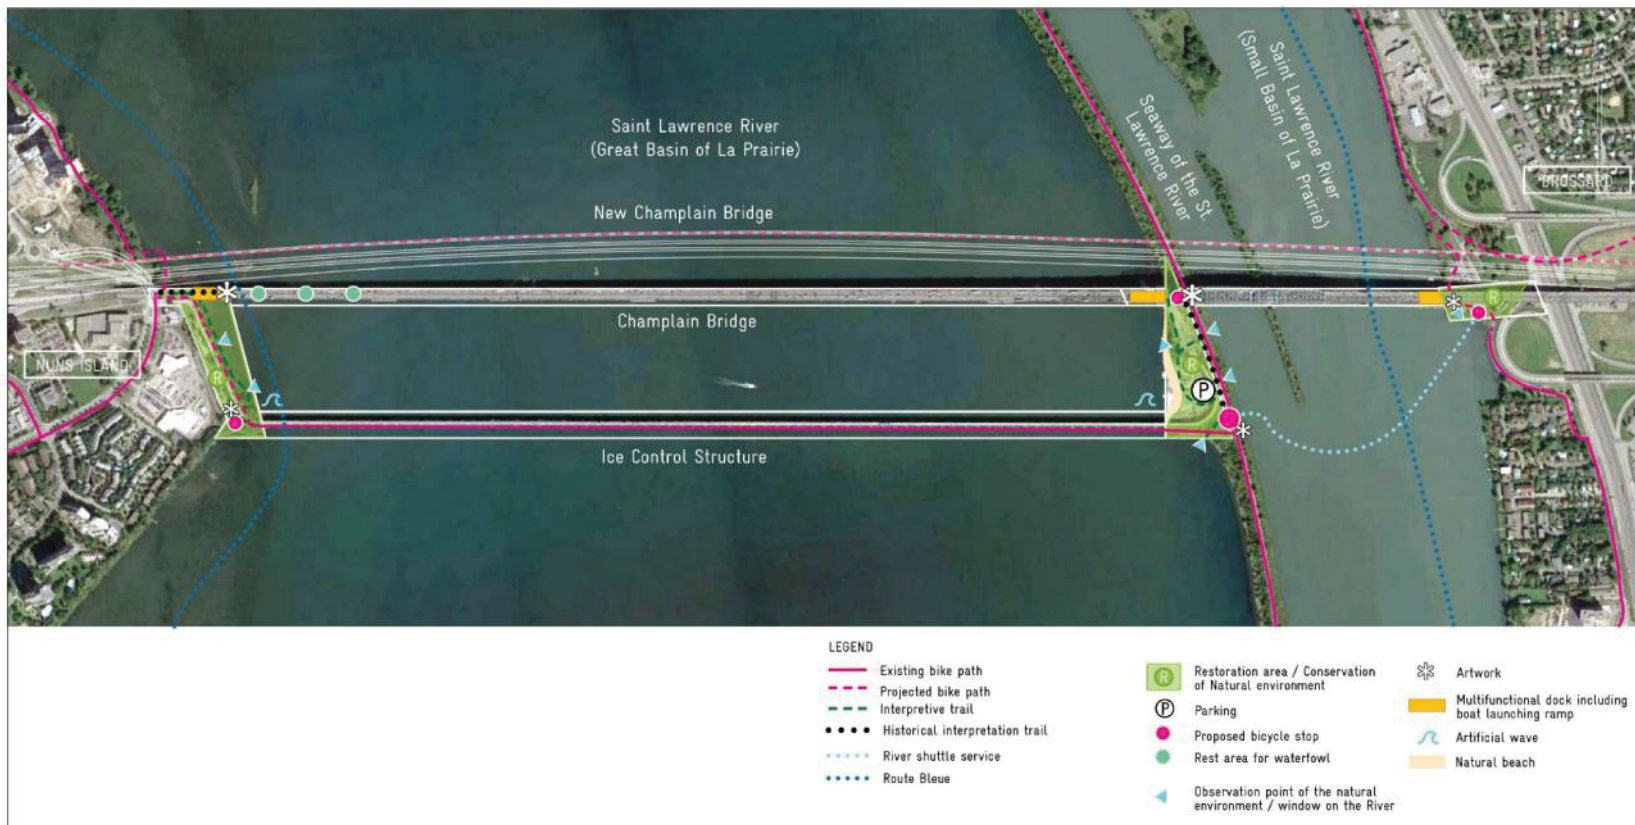 Saint Lawrence River
(Great Basin of La Prairie)
New Champlain Bridge
Seaway of the St.
Lawrence River
Saint Lawrence River
(Small Basin of La Prairie)
BROSSARD
Champlain Bridge
NUNS ISLAND
R
R
R
P
Ice Control Structure
LEGEND
Existing bike path
Projected bike path
Interpretive trail
Historical interpretation trail
River shuttle service
Route Bleue
R
Restoration area / Conservation
of Natural environment
P
Parking
Proposed bicycle stop
Rest area for waterfowl
Observation point of the natural
environment / window on the River
Artwork
Multifunctional dock including
boat launching ramp
Artificial wave
Natural beach